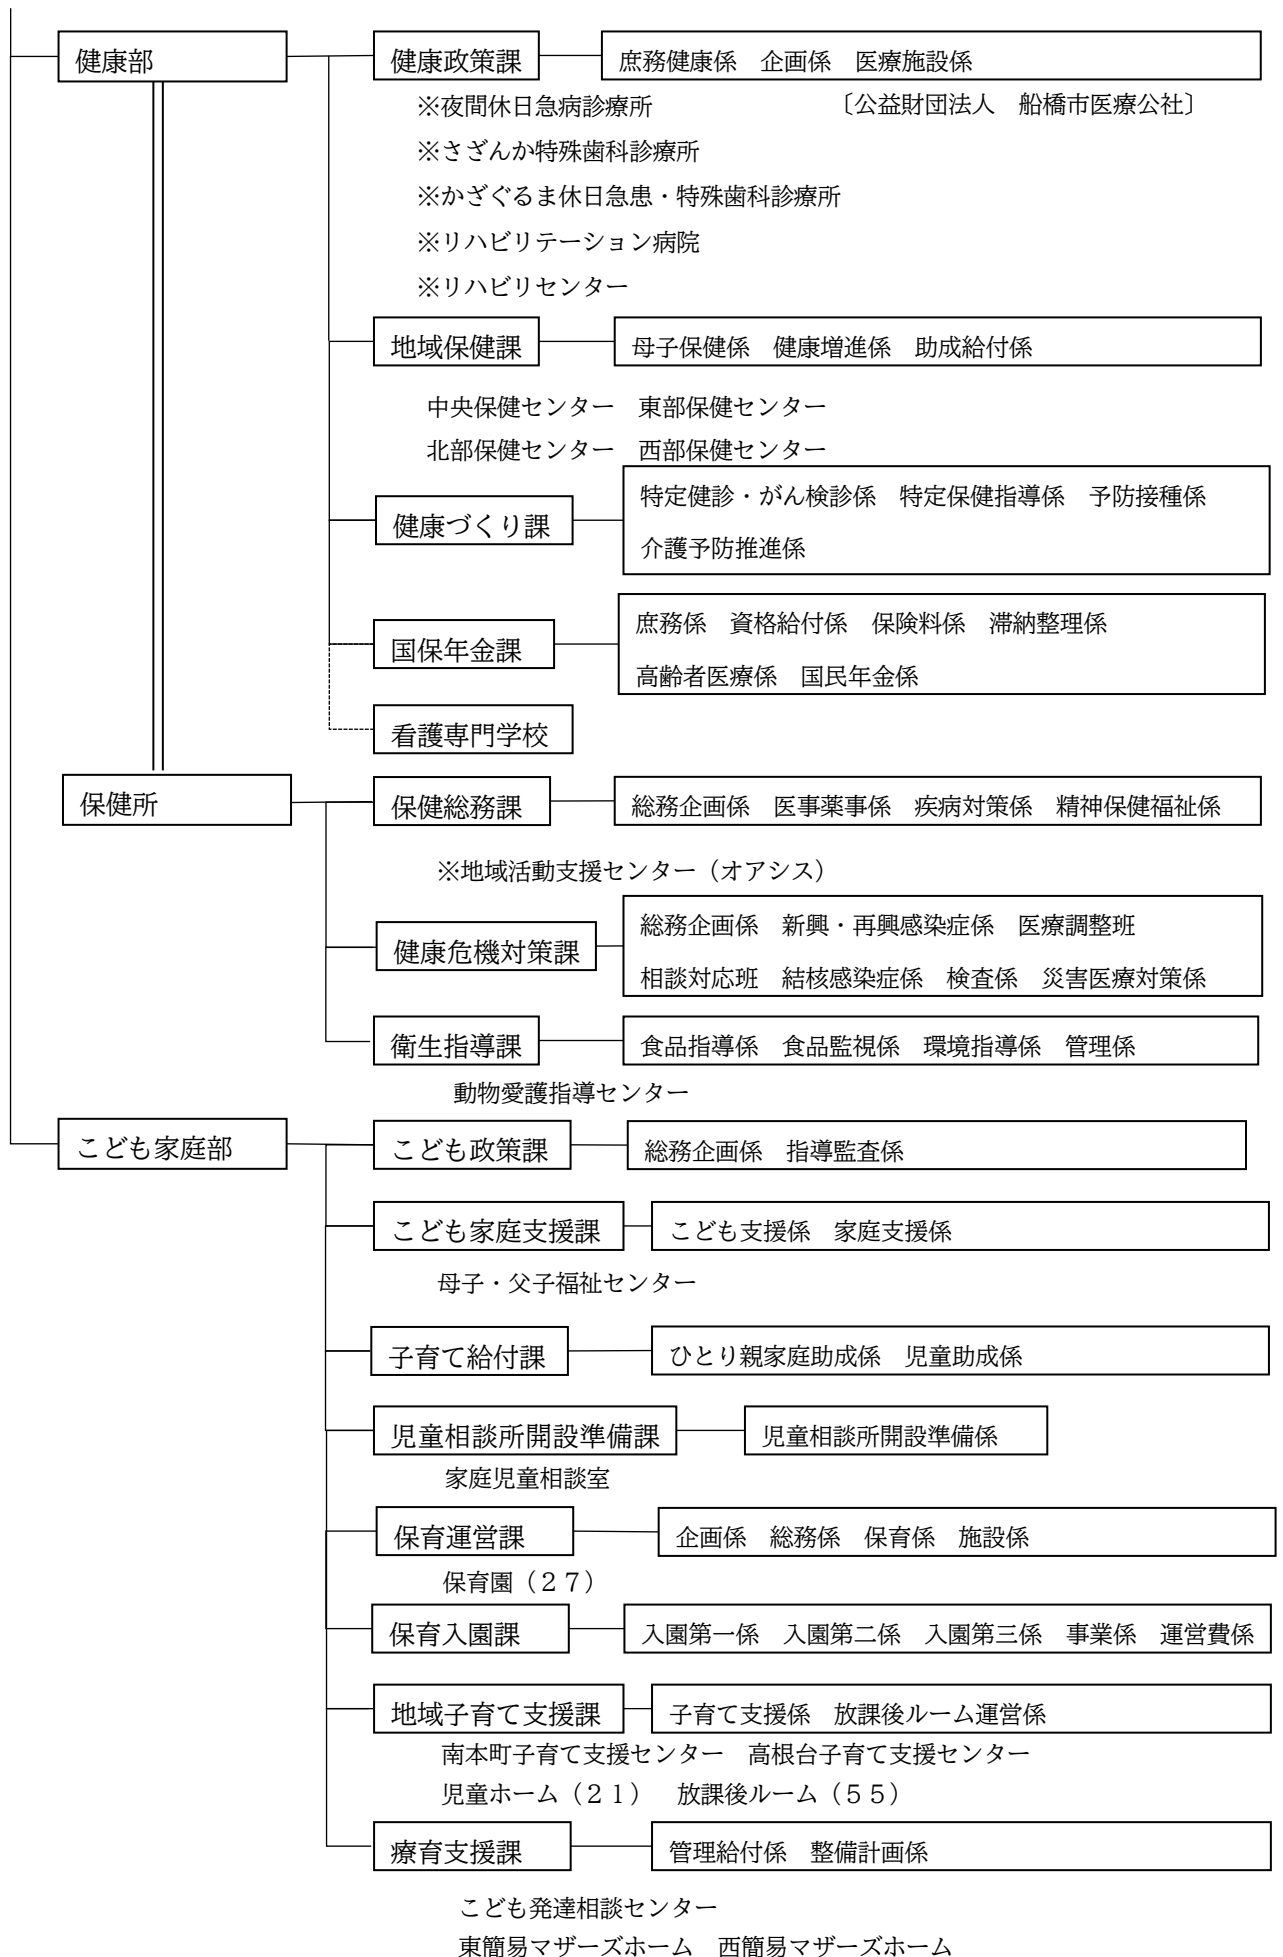 健康部
健康政策課
庶務健康係　企画係　医療施設係
※夜間休日急病診療所　〔公益財団法人　船橋市医療公社〕
※さざんか特殊歯科診療所
※かざぐるま休日急患・特殊歯科診療所
※リハビリテーション病院
※リハビリセンター
地域保健課
母子保健係　健康増進係　助成給付係
中央保健センター　東部保健センター
北部保健センター　西部保健センター
健康づくり課
特定健診・がん検診係　特定保健指導係　予防接種係
介護予防推進係
国保年金課
庶務係　資格給付係　保険料係　滞納整理係
高齢者医療係　国民年金係
看護専門学校
保健所
保健総務課
総務企画係　医事薬事係　疾病対策係　精神保健福祉係
※地域活動支援センター（オアシス）
健康危機対策課
総務企画係　新興・再興感染症係　医療調整班
相談対応班　結核感染症係　検査係　災害医療対策係
衛生指導課
食品指導係　食品監視係　環境指導係　管理係
動物愛護指導センター
こども家庭部
こども政策課
総務企画係　指導監査係
こども家庭支援課
こども支援係　家庭支援係
母子・父子福祉センター
子育て給付課
ひとり親家庭助成係　児童助成係
児童相談所開設準備課
児童相談所開設準備係
家庭児童相談室
保育運営課
企画係　総務係　保育係　施設係
保育園（２７）
保育入園課
入園第一係　入園第二係　入園第三係　事業係　運営費係
地域子育て支援課
子育て支援係　放課後ルーム運営係
南本町子育て支援センター　高根台子育て支援センター
児童ホーム（２１）　放課後ルーム（５５）
療育支援課
管理給付係　整備計画係
こども発達相談センター
東簡易マザーズホーム　西簡易マザーズホーム